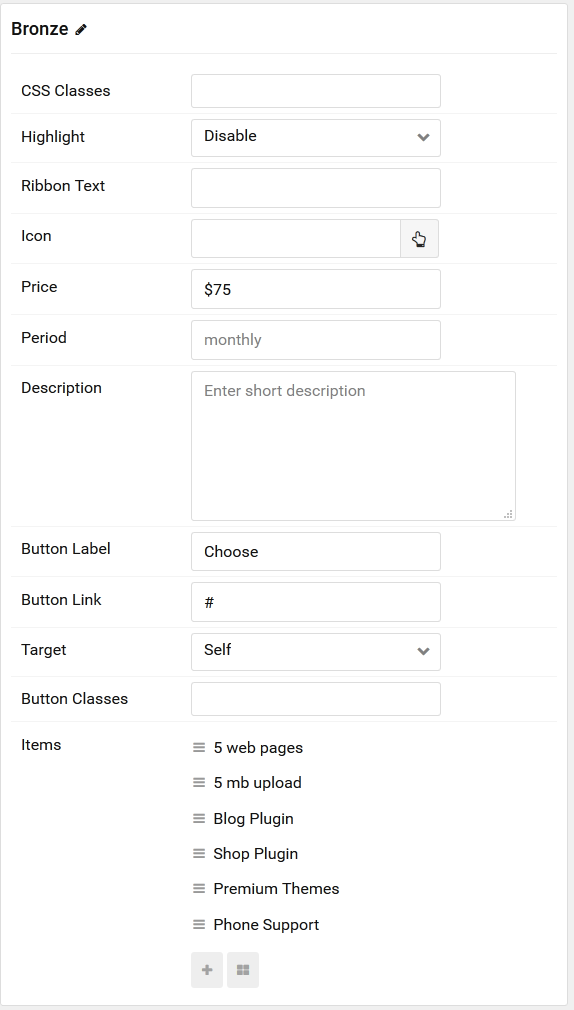 Bronze
CSS Classes
Highlight Disable
Ribbon Text
Icon
Price $75
Period monthly
Description Enter short description
Button Label Choose
Button Link #
Target Self
Button Classes
Items 5 web pages
5 mb upload
Blog Plugin
Shop Plugin
Premium Themes
Phone Support